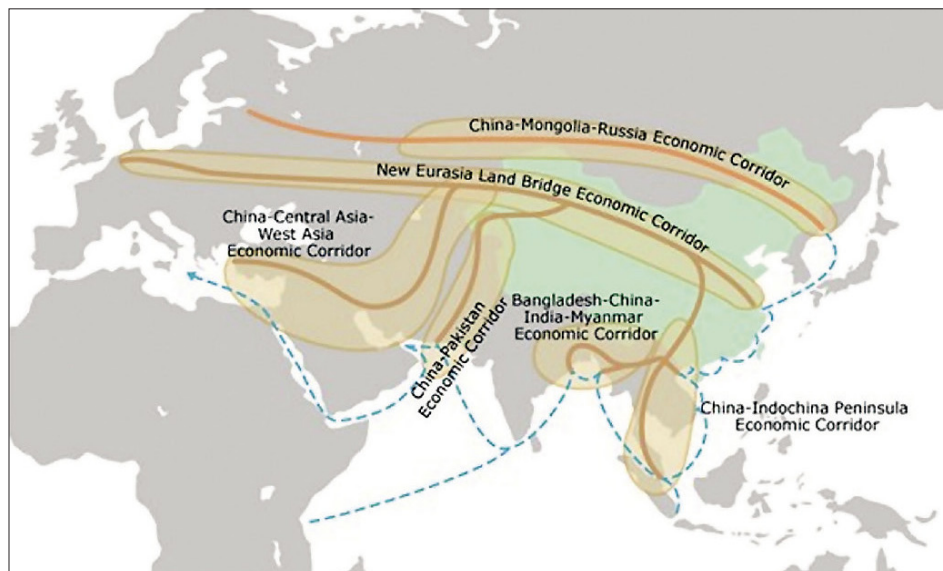 China-Mongolia-Russia Economic Corridor
New Eurasia Land Bridge Economic Corridor
China-Central Asia-
West Asia
Economic Corridor
China-Pakistan
Economic Corridor
Bangladesh-China-
India-Myanmar
Economic Corridor
China-Indochina Peninsula
Economic Corridor